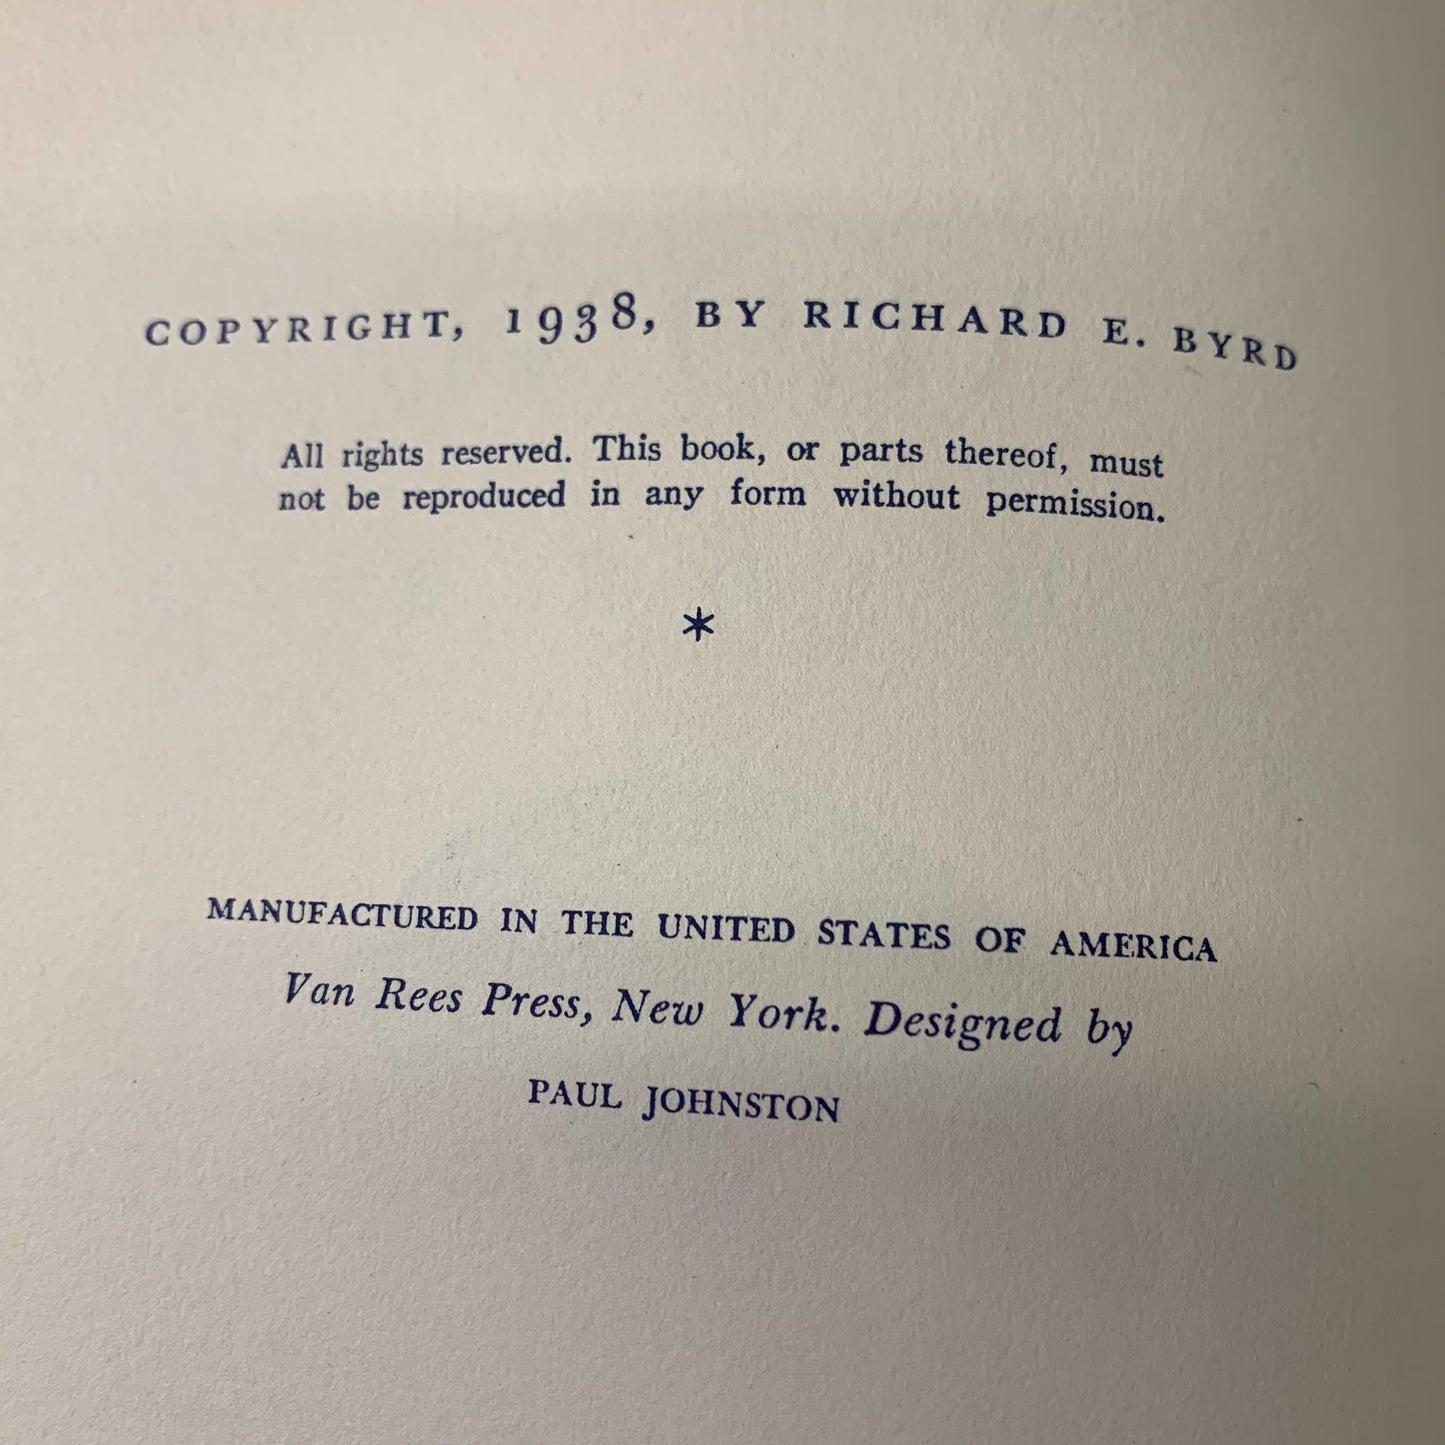 COPYRIGHT, 1938, BY RICHARD E. BYRD
All rights reserved. This book, or parts thereof, must
not be reproduced in any form without permission.
*
MANUFACTURED IN THE UNITED STATES OF AMERICA
Van Rees Press, New York. Designed by
PAUL JOHNSTON